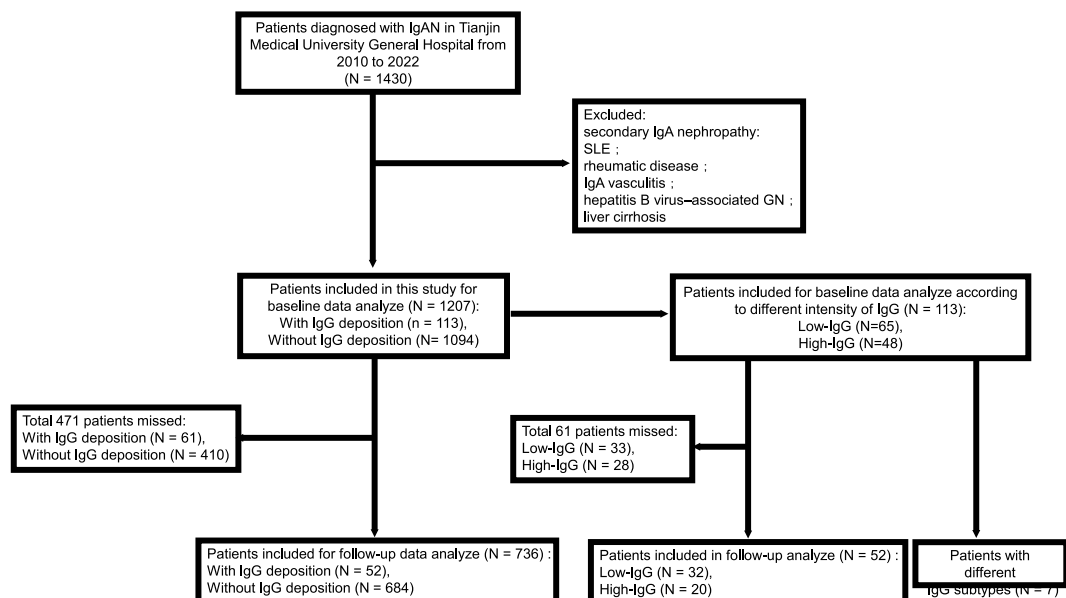 Patients diagnosed with IgAN in Tianjin
Medical University General Hospital from
2010 to 2022
(N = 1430)
Excluded:
secondary IgA nephropathy:
SLE ;
rheumatic disease ;
IgA vasculitis ;
hepatitis B virus–associated GN ;
liver cirrhosis
Patients included in this study for
baseline data analyze (N = 1207):
With IgG deposition (n = 113),
Without IgG deposition (N= 1094)
Patients included for baseline data analyze according
to different intensity of IgG (N = 113):
Low-IgG (N=65),
High-IgG (N=48)
Total 471 patients missed:
With IgG deposition (N = 61),
Without IgG deposition (N = 410)
Total 61 patients missed:
Low-IgG (N = 33),
High-IgG (N = 28)
Patients included for follow-up data analyze (N = 736) :
With IgG deposition (N = 52),
Without IgG deposition (N = 684)
Patients included in follow-up analyze (N = 52) :
Low-IgG (N = 32),
High-IgG (N = 20)
Patients with
different
IgG subtypes (N = 7)